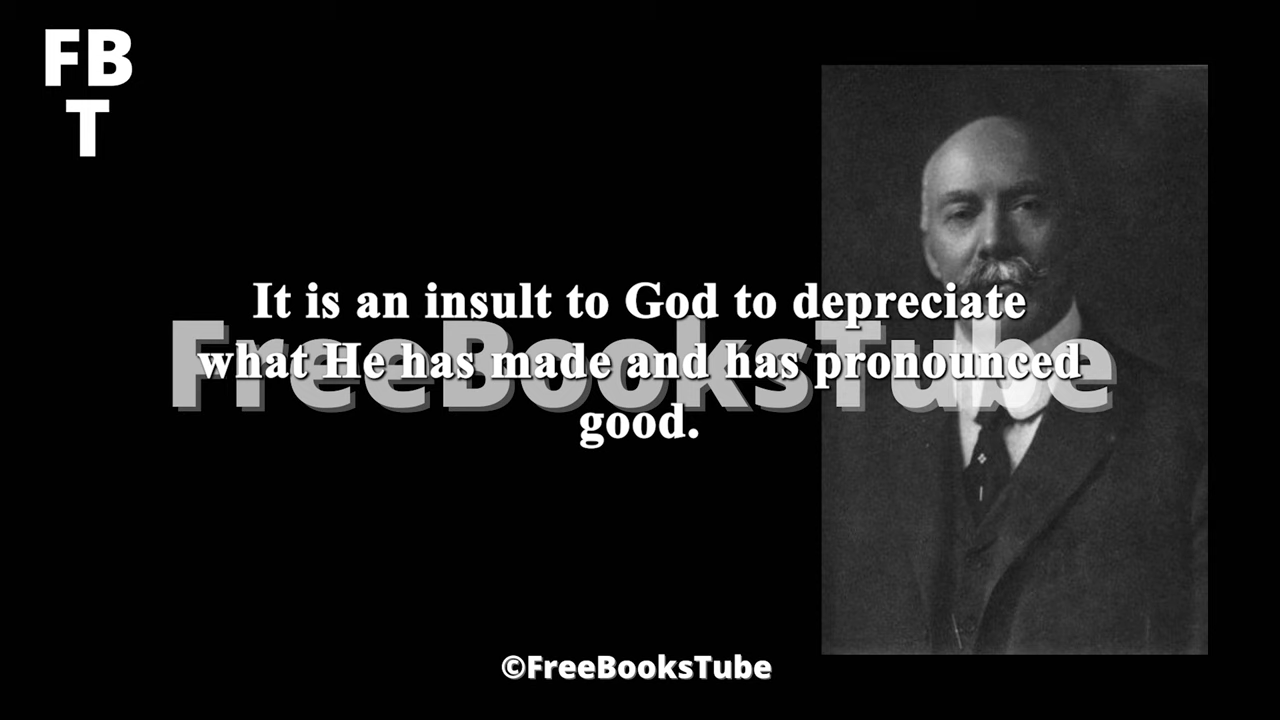 FB
T
It is an insult to God to depreciate
what He has made and has pronounced
good.
FreeBooksTube
©FreeBooksTube